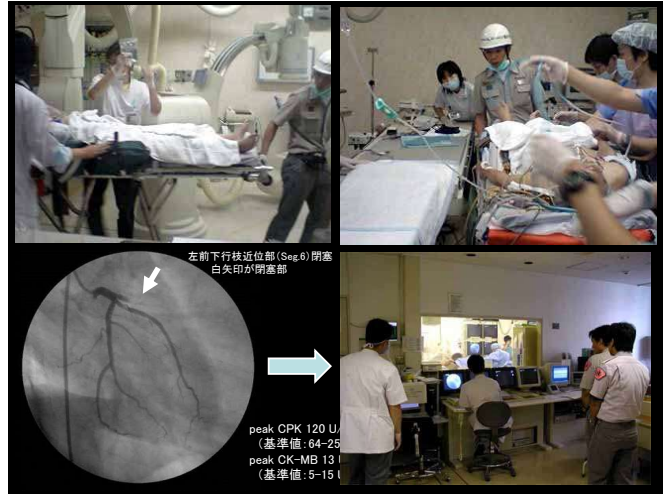 左前下行枝近位部(Seg.6)閉塞
白矢印が閉塞部
peak CPK 120 U/
(基準値:64-25
peak CK-MB 13
(基準値:5-15